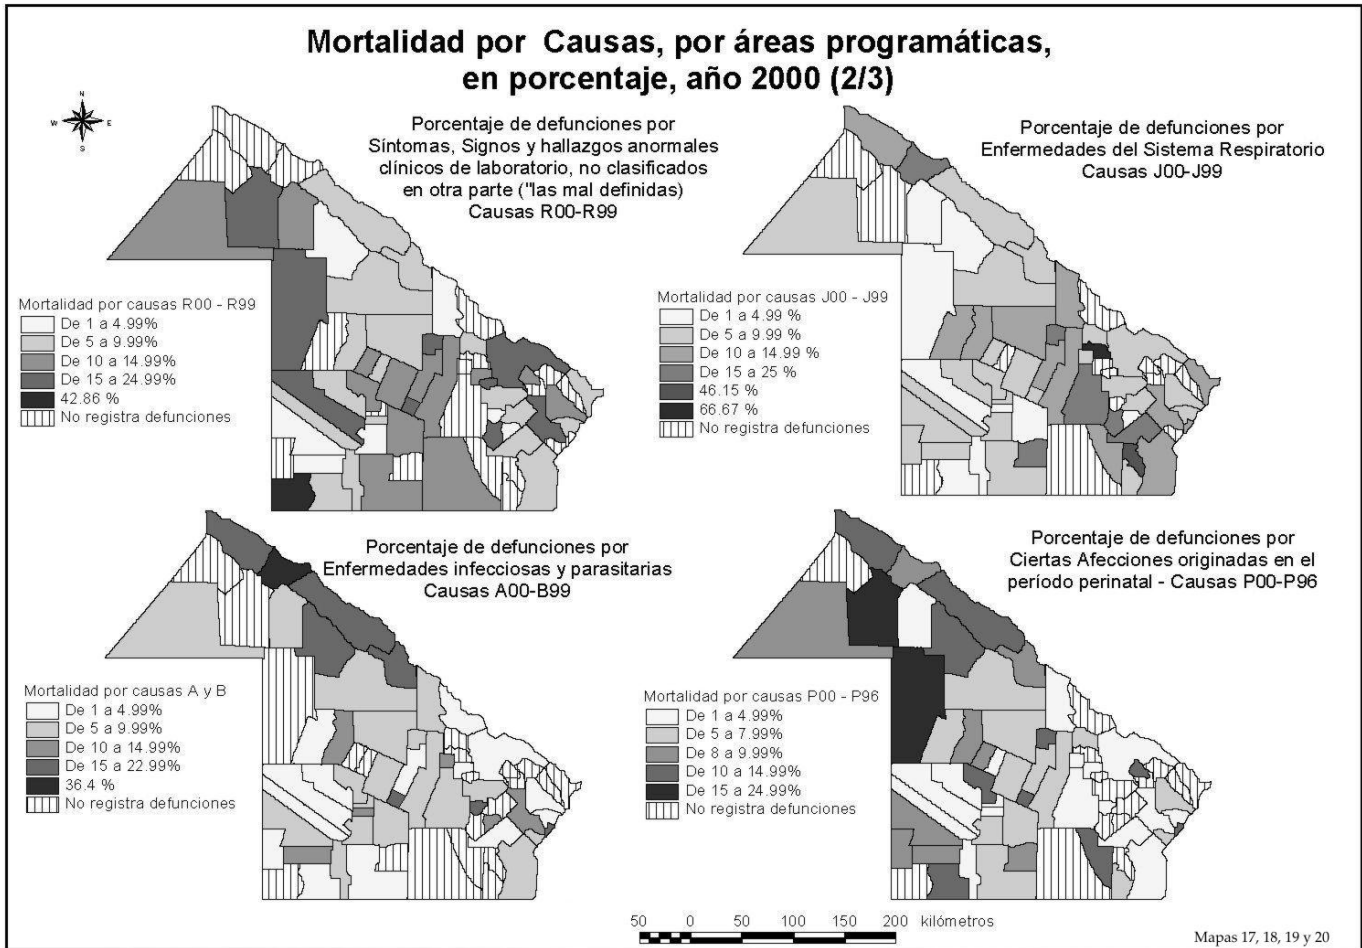 Mortalidad por Causas, por áreas programáticas,
en porcentaje, año 2000 (2/3)
N
W E
S
Porcentaje de defunciones por
Síntomas, Signos y hallazgos anormales
clínicos de laboratorio, no clasificados
en otra parte ("las mal definidas)
Causas R00-R99
Mortalidad por causas R00 - R99
De 1 a 4.99%
De 5 a 9.99%
De 10 a 14.99%
De 15 a 24.99%
42.86 %
No registra defunciones
Porcentaje de defunciones por
Enfermedades del Sistema Respiratorio
Causas J00-J99
Mortalidad por causas J00 - J99
De 1 a 4.99 %
De 5 a 9.99 %
De 10 a 14.99 %
De 15 a 25 %
46.15 %
66.67 %
No registra defunciones
Porcentaje de defunciones por
Enfermedades infecciosas y parasitarias
Causas A00-B99
Mortalidad por causas A y B
De 1 a 4.99%
De 5 a 9.99%
De 10 a 14.99%
De 15 a 22.99%
36.4 %
No registra defunciones
Porcentaje de defunciones por
Ciertas Afecciones originadas en el
período perinatal - Causas P00-P96
Mortalidad por causas P00 - P96
De 1 a 4.99%
De 5 a 7.99%
De 8 a 9.99%
De 10 a 14.99%
De 15 a 24.99%
No registra defunciones
50 0 50 100 150 200 kilómetros
Mapas 17, 18, 19 y 20